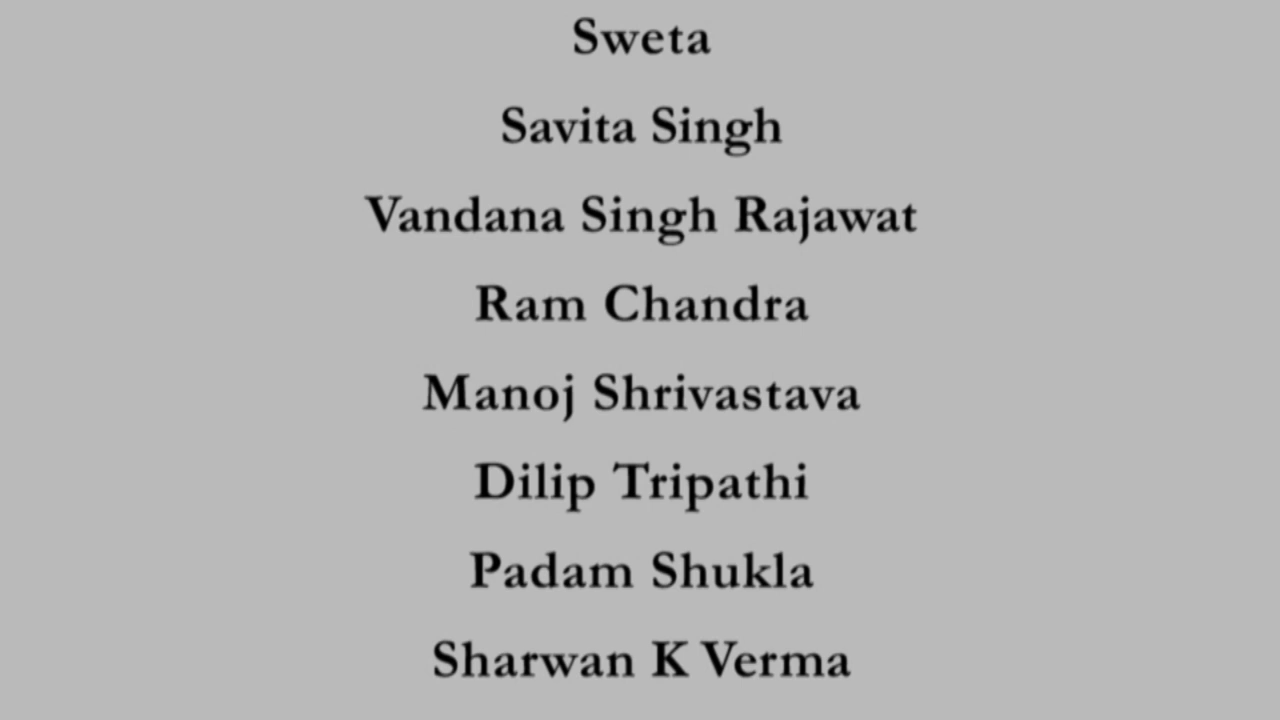 Sweta
Savita Singh
Vandana Singh Rajawat
Ram Chandra
Manoj Shrivastava
Dilip Tripathi
Padam Shukla
Sharwan K Verma